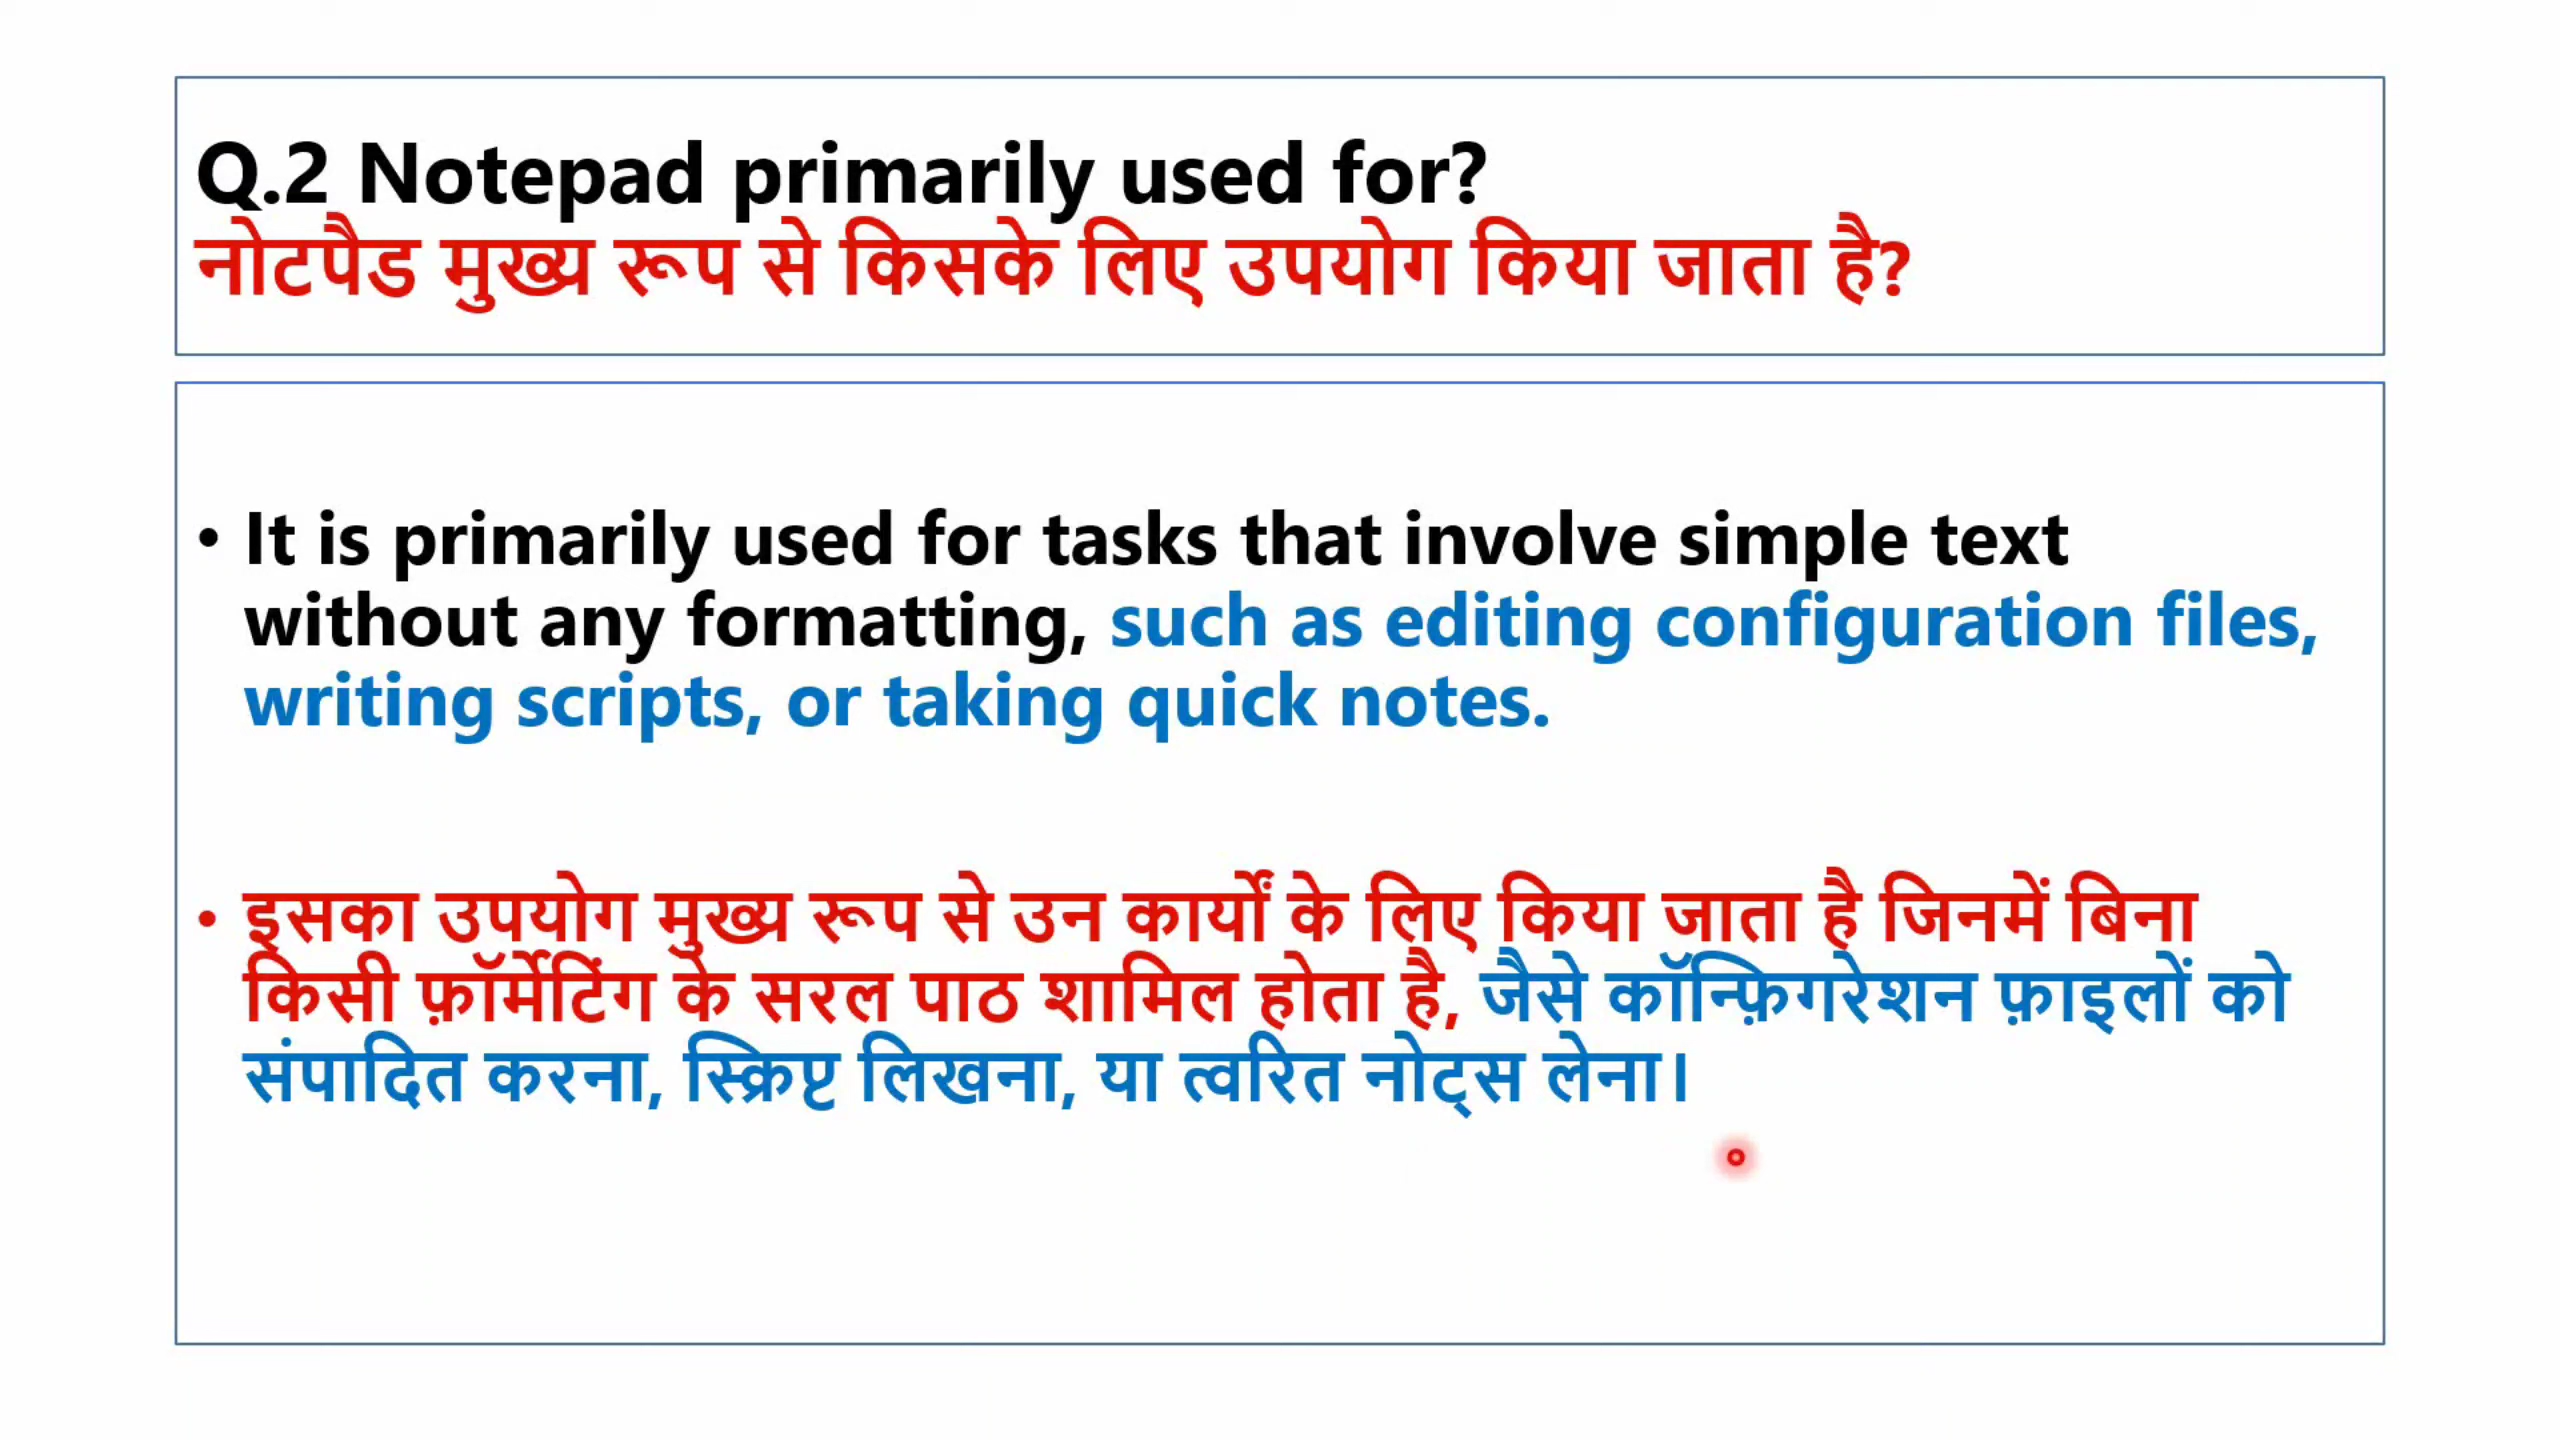 Q.2 Notepad primarily used for?
नोटपैड मुख्य रूप से किसके लिए उपयोग किया जाता है?
• It is primarily used for tasks that involve simple text
without any formatting, such as editing configuration files,
writing scripts, or taking quick notes.
• इसका उपयोग मुख्य रूप से उन कार्यों के लिए किया जाता है जिनमें बिना
किसी फ़ॉर्मेटिंग के सरल पाठ शामिल होता है, जैसे कॉन्फ़िगरेशन फ़ाइलों को
संपादित करना, स्क्रिप्ट लिखना, या त्वरित नोट्स लेना।